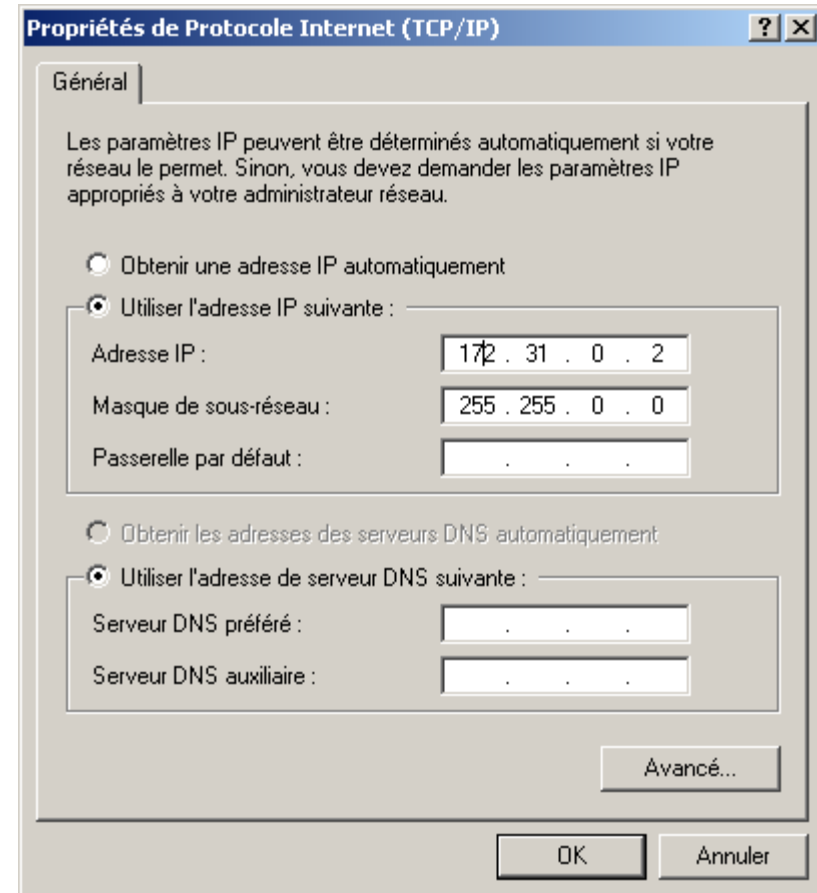 Propriétés de Protocole Internet (TCP/IP)
Général
Les paramètres IP peuvent être déterminés automatiquement si votre
réseau le permet. Sinon, vous devez demander les paramètres IP
appropriés à votre administrateur réseau.
Obtenir une adresse IP automatiquement
Utiliser l'adresse IP suivante :
Adresse IP : 172 . 31 . 0 . 2
Masque de sous-réseau : 255 . 255 . 0 . 0
Passerelle par défaut : . . .
Obtenir les adresses des serveurs DNS automatiquement
Utiliser l'adresse de serveur DNS suivante :
Serveur DNS préféré : . . .
Serveur DNS auxiliaire : . . .
Avancé...
OK Annuler